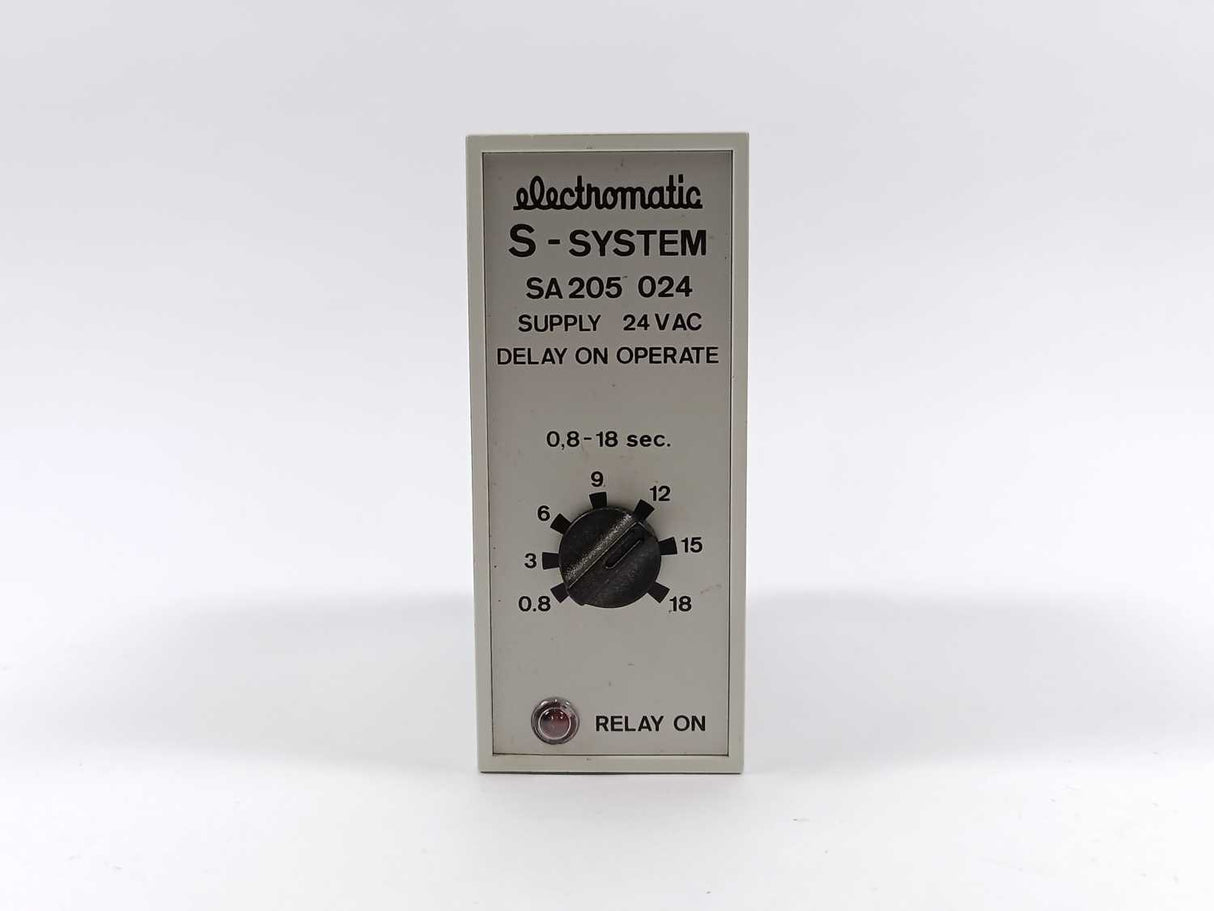 electromatic
S - SYSTEM
SA 205 024
SUPPLY 24 VAC
DELAY ON OPERATE
0,8-18 sec.
9
12
6
15
3
0.8
18
RELAY ON